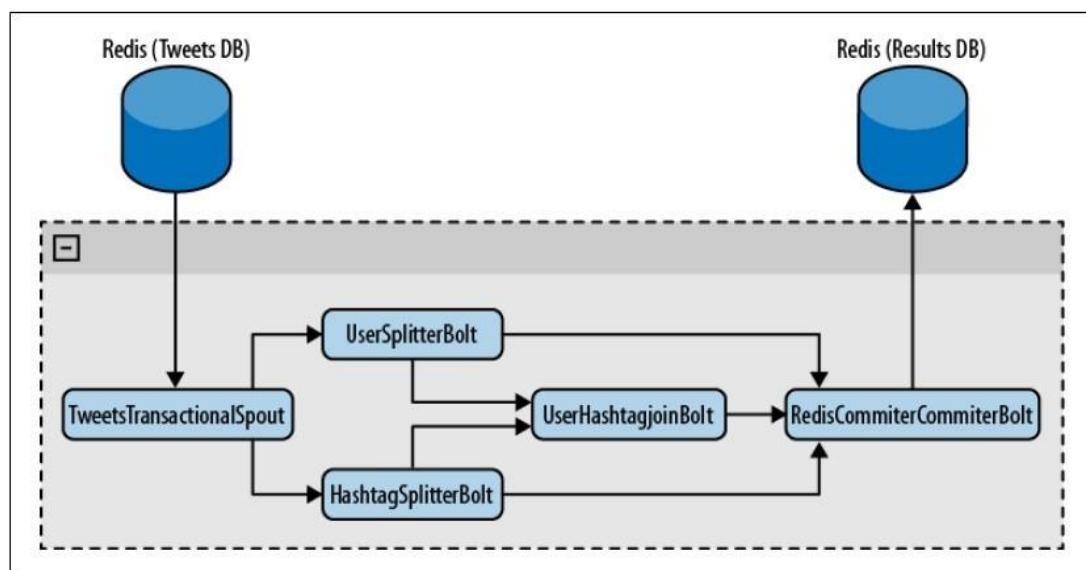 Redis (Tweets DB)
Redis (Results DB)
UserSplitterBolt
TweetsTransactionalSpout
UserHashtagjoinBolt
RedisCommiterCommiterBolt
HashtagSplitterBolt